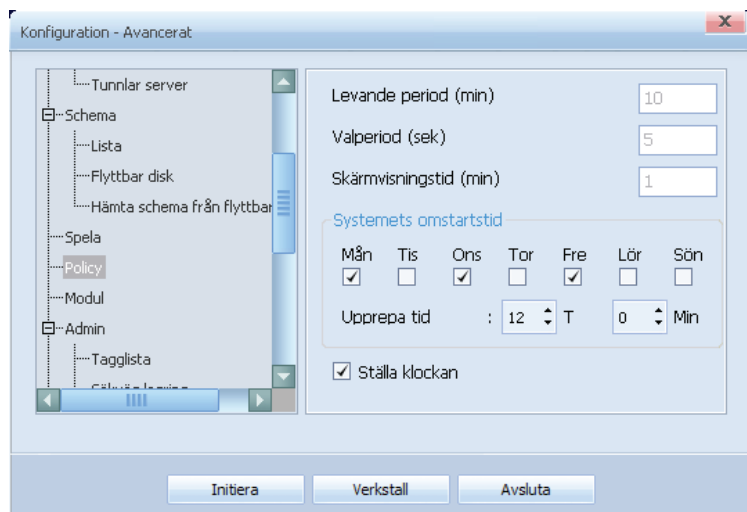 Konfiguration - Avancerat
Tunnlar server
Schema
Lista
Flyttbar disk
Hämta schema från flyttbar
Spela
Policy
Modul
Admin
Tagglista
Levande period (min) 10
Valperiod (sek) 5
Skärmvisningstid (min) 1
Systemets omstartstid
Mån Tis Ons Tor Fre Lör Sön
Upprepa tid : 12 T 0 Min
Ställa klockan
Initiera Verkstall Avsluta